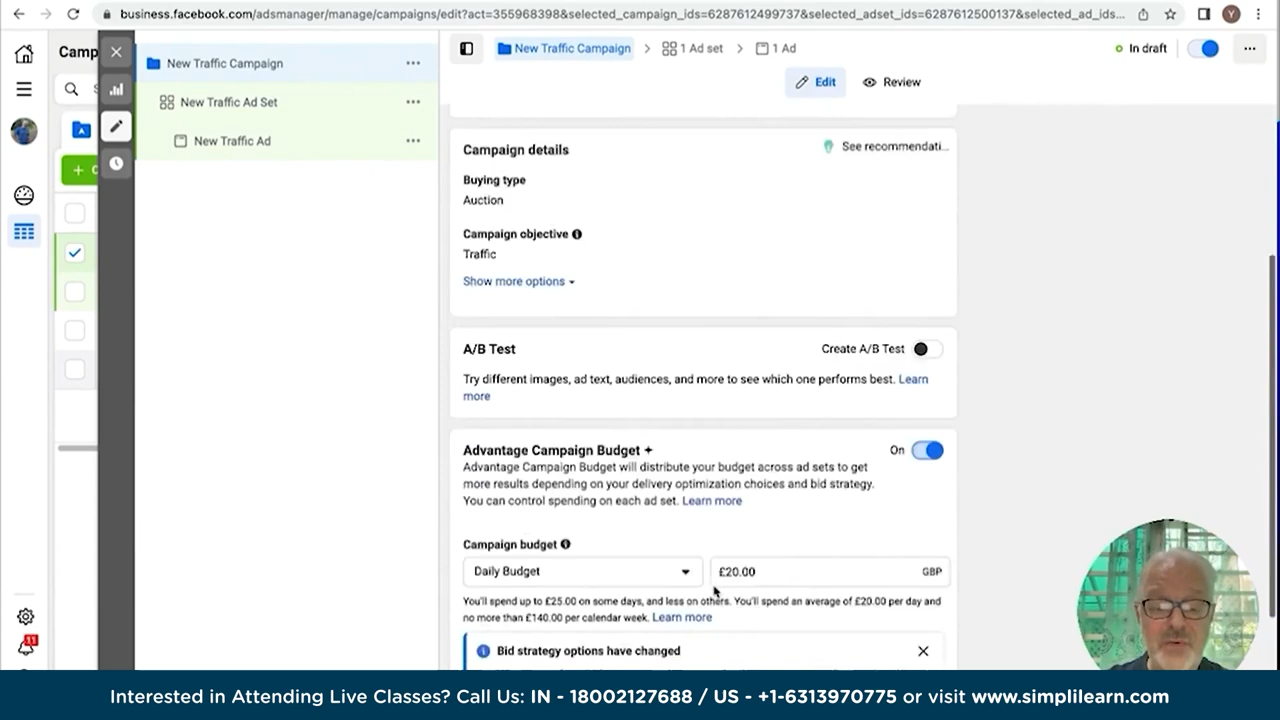 business.facebook.com/adsmanager/manage/campaigns/edit?act=355968398&selected_campaign_ids=6287612499737&selected_adset_ids=6287612500137&selected_ad_ids...
Y
Camp
New Traffic Campaign
New Traffic Ad Set
New Traffic Ad
New Traffic Campaign
1 Ad set
1 Ad
In draft
Edit
Review
Campaign details
See recommendati...
Buying type
Auction
Campaign objective
Traffic
Show more options
A/B Test
Create A/B Test
Try different images, ad text, audiences, and more to see which one performs best. Learn
more
Advantage Campaign Budget
On
Advantage Campaign Budget will distribute your budget across ad sets to get
more results depending on your delivery optimization choices and bid strategy.
You can control spending on each ad set. Learn more
Campaign budget
Daily Budget
£20.00
GBP
You'll spend up to £25.00 on some days, and less on others. You'll spend an average of £20.00 per day and
no more than £140.00 per calendar week. Learn more
Bid strategy options have changed
11
Interested in Attending Live Classes? Call Us: IN - 18002127688 / US - +1-6313970775 or visit www.simplilearn.com